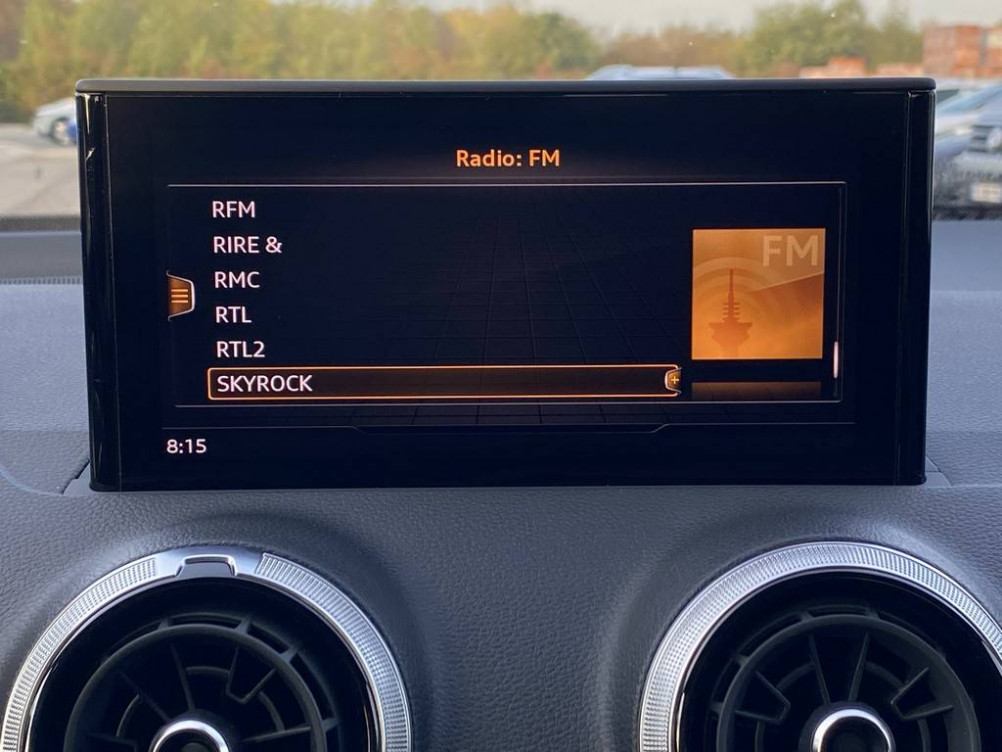 Radio: FM
RFM
FM
RIRE &
RMC
RTL
RTL2
SKYROCK
8:15